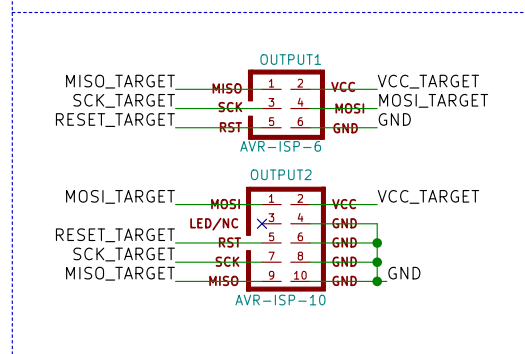 OUTPUT1
MISO_TARGET MISO 1 2 VCC VCC_TARGET
SCK_TARGET SCK 3 4 MOSI MOSI_TARGET
RESET_TARGET RST 5 6 GND GND
AVR-ISP-6
OUTPUT2
MOSI_TARGET MOSI 1 2 VCC VCC_TARGET
LED/NC 3 4 GND
RESET_TARGET RST 5 6 GND
SCK_TARGET SCK 7 8 GND
MISO_TARGET MISO 9 10 GND GND
AVR-ISP-10